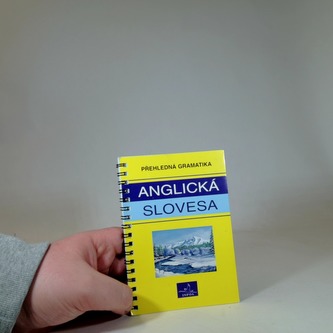 PŘEHLEDNÁ GRAMATIKA
ANGLICKÁ
SLOVESA